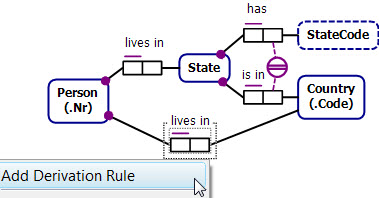 has
StateCode
lives in
State
is in
Person
(.Nr)
Country
(.Code)
lives in
Add Derivation Rule